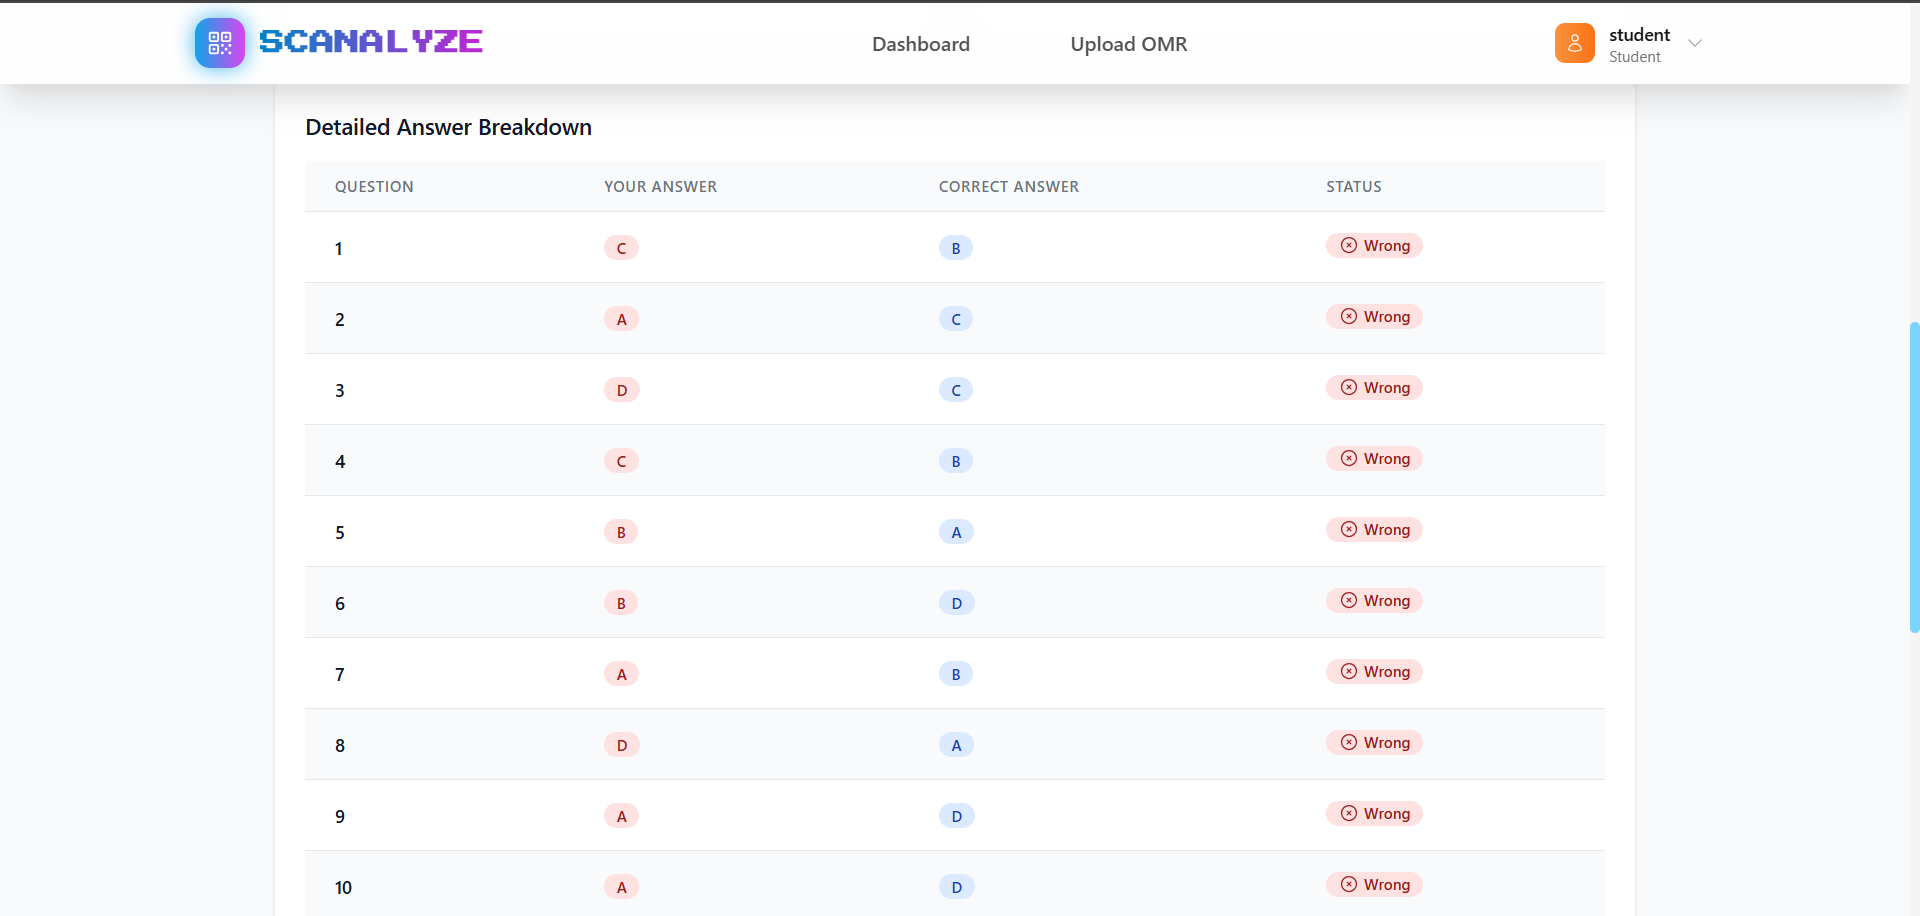 SCANALYZE
Dashboard
Upload OMR
student
Student
Detailed Answer Breakdown
QUESTION YOUR ANSWER CORRECT ANSWER STATUS
1 C B Wrong
2 A C Wrong
3 D C Wrong
4 C B Wrong
5 B A Wrong
6 B D Wrong
7 A B Wrong
8 D A Wrong
9 A D Wrong
10 A D Wrong